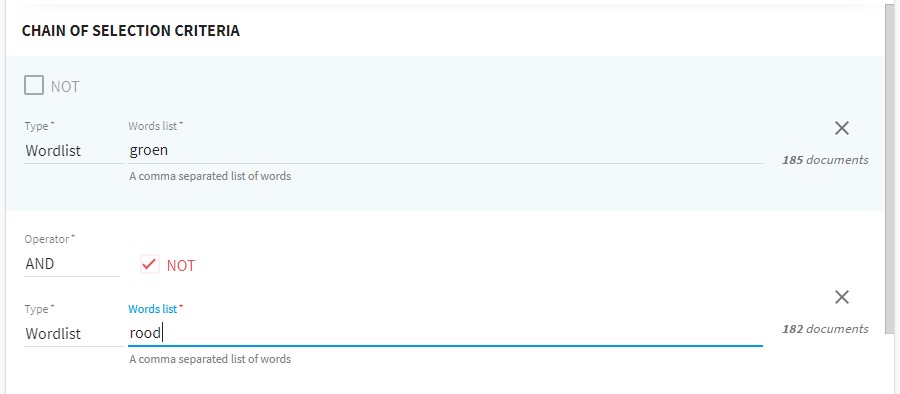 CHAIN OF SELECTION CRITERIA
NOT
Type * Words list *
Wordlist groen
185 documents
A comma separated list of words
Operator *
AND NOT
Type * Words list *
Wordlist rood
182 documents
A comma separated list of words